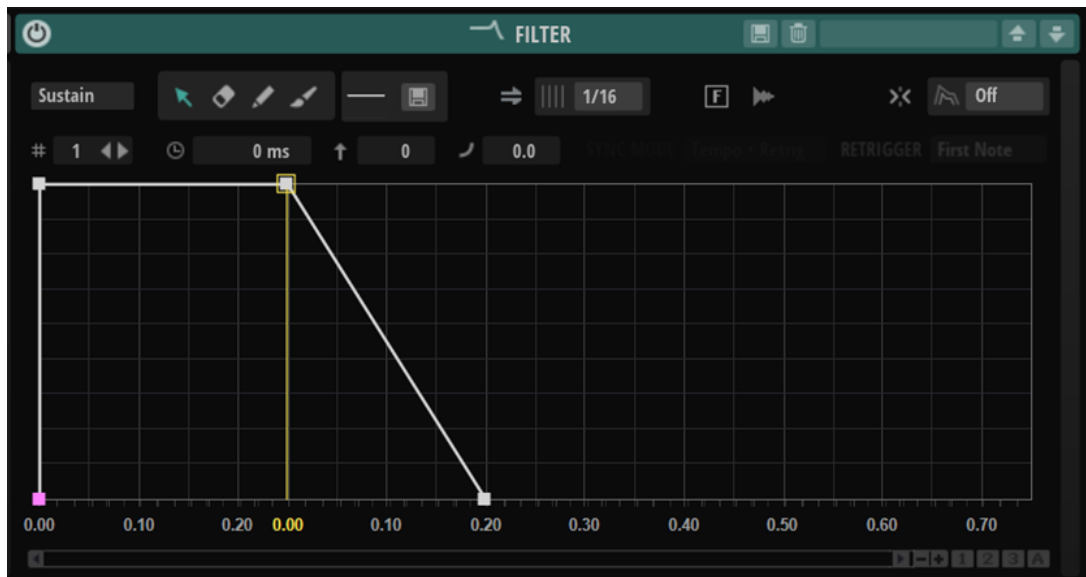 FILTER
Sustain 1/16 F Off
# 1 0 ms 0 0.0 SYNC MODE Tempo • Retrig RETRIGGER First Note
0.00 0.10 0.20 0.00 0.10 0.20 0.30 0.40 0.50 0.60 0.70
1 2 3 A